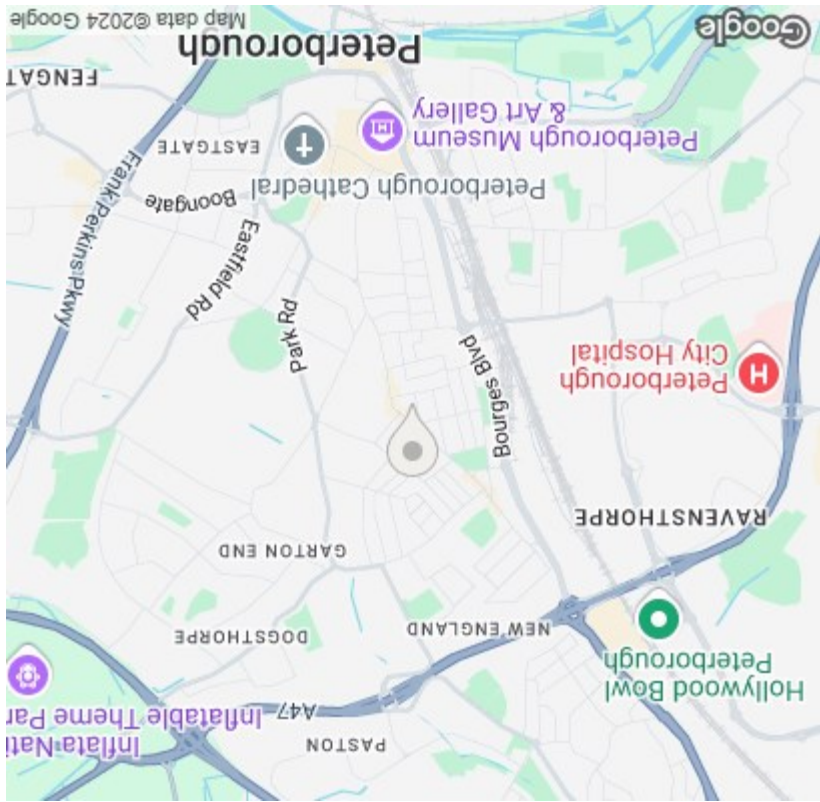 PASTON
Inflata Nati
Inflatable Theme Par
A47
Hollywood Bowl
Peterborough
DOGSTHORPE
NEW ENGLAND
GARTON END
RAVENSTHORPE
Bourges Blvd
Peterborough
City Hospital
Park Rd
Eastfield Rd
Frank Perkins Pkwy
Boongate
Peterborough Cathedral
EASTGATE
Peterborough Museum
& Art Gallery
FENGAT
Peterborough
Google
Map data ©2024 Google